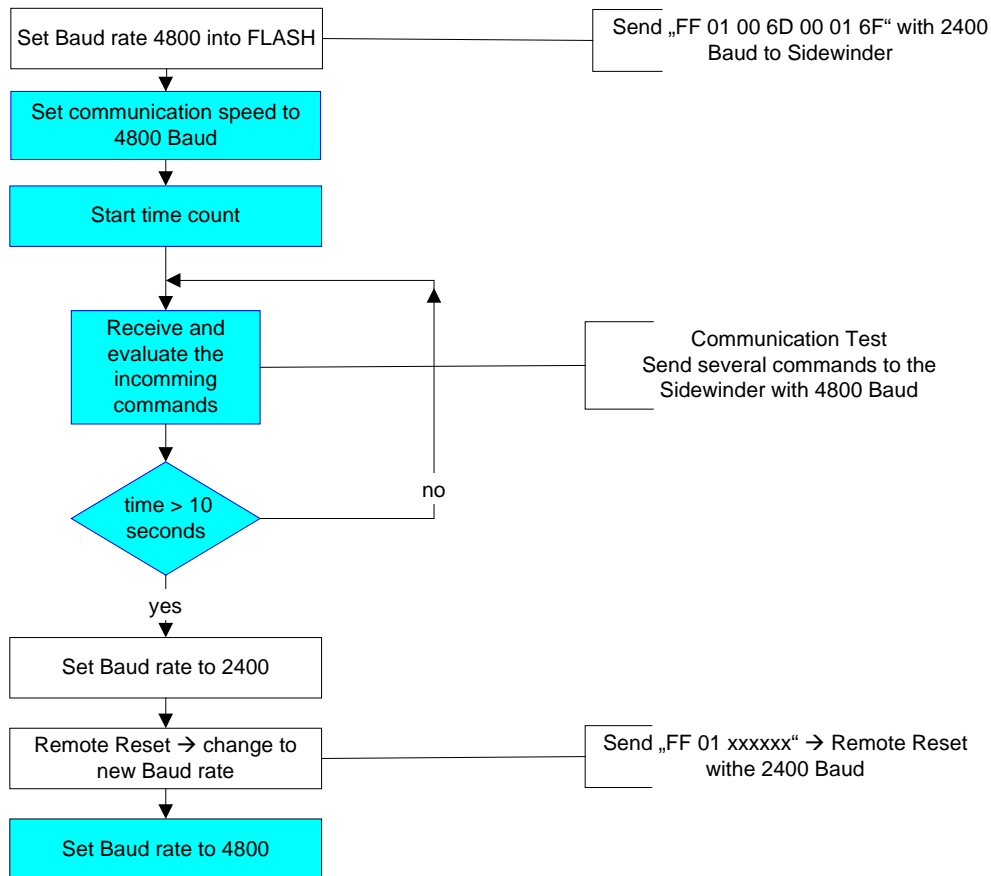 Set Baud rate 4800 into FLASH
Send „FF 01 00 6D 00 01 6F“ with 2400
Baud to Sidewinder
Set communication speed to
4800 Baud
Start time count
Receive and
evaluate the
incomming
commands
Communication Test
Send several commands to the
Sidewinder with 4800 Baud
time > 10
seconds
no
yes
Set Baud rate to 2400
Remote Reset → change to
new Baud rate
Send „FF 01 xxxxxx“ → Remote Reset
withe 2400 Baud
Set Baud rate to 4800